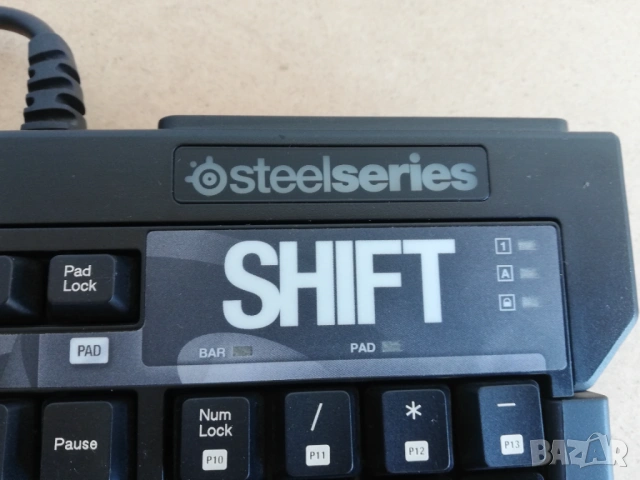 steelseries
SHIFT
1
A
Pad
Lock
PAD
BAR
PAD
Pause
Num
Lock
P10
/
P11
*
P12
–
P13
BAZAR